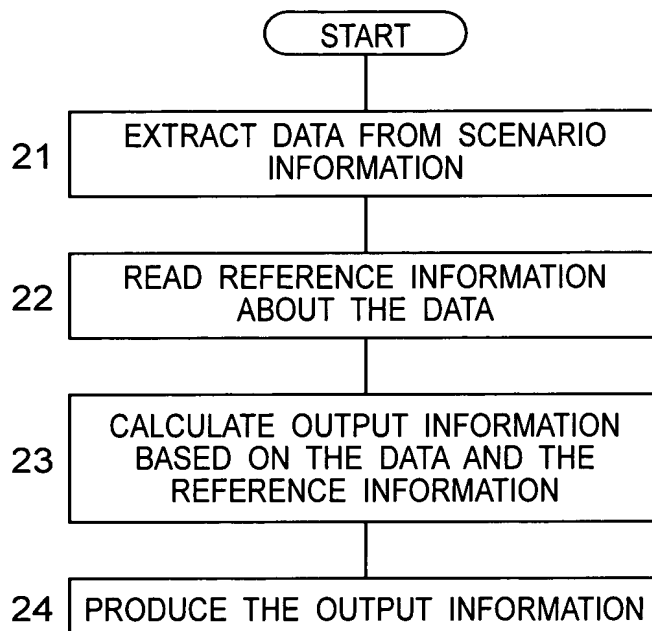 START
21
EXTRACT DATA FROM SCENARIO
INFORMATION
22
READ REFERENCE INFORMATION
ABOUT THE DATA
23
CALCULATE OUTPUT INFORMATION
BASED ON THE DATA AND THE
REFERENCE INFORMATION
24
PRODUCE THE OUTPUT INFORMATION